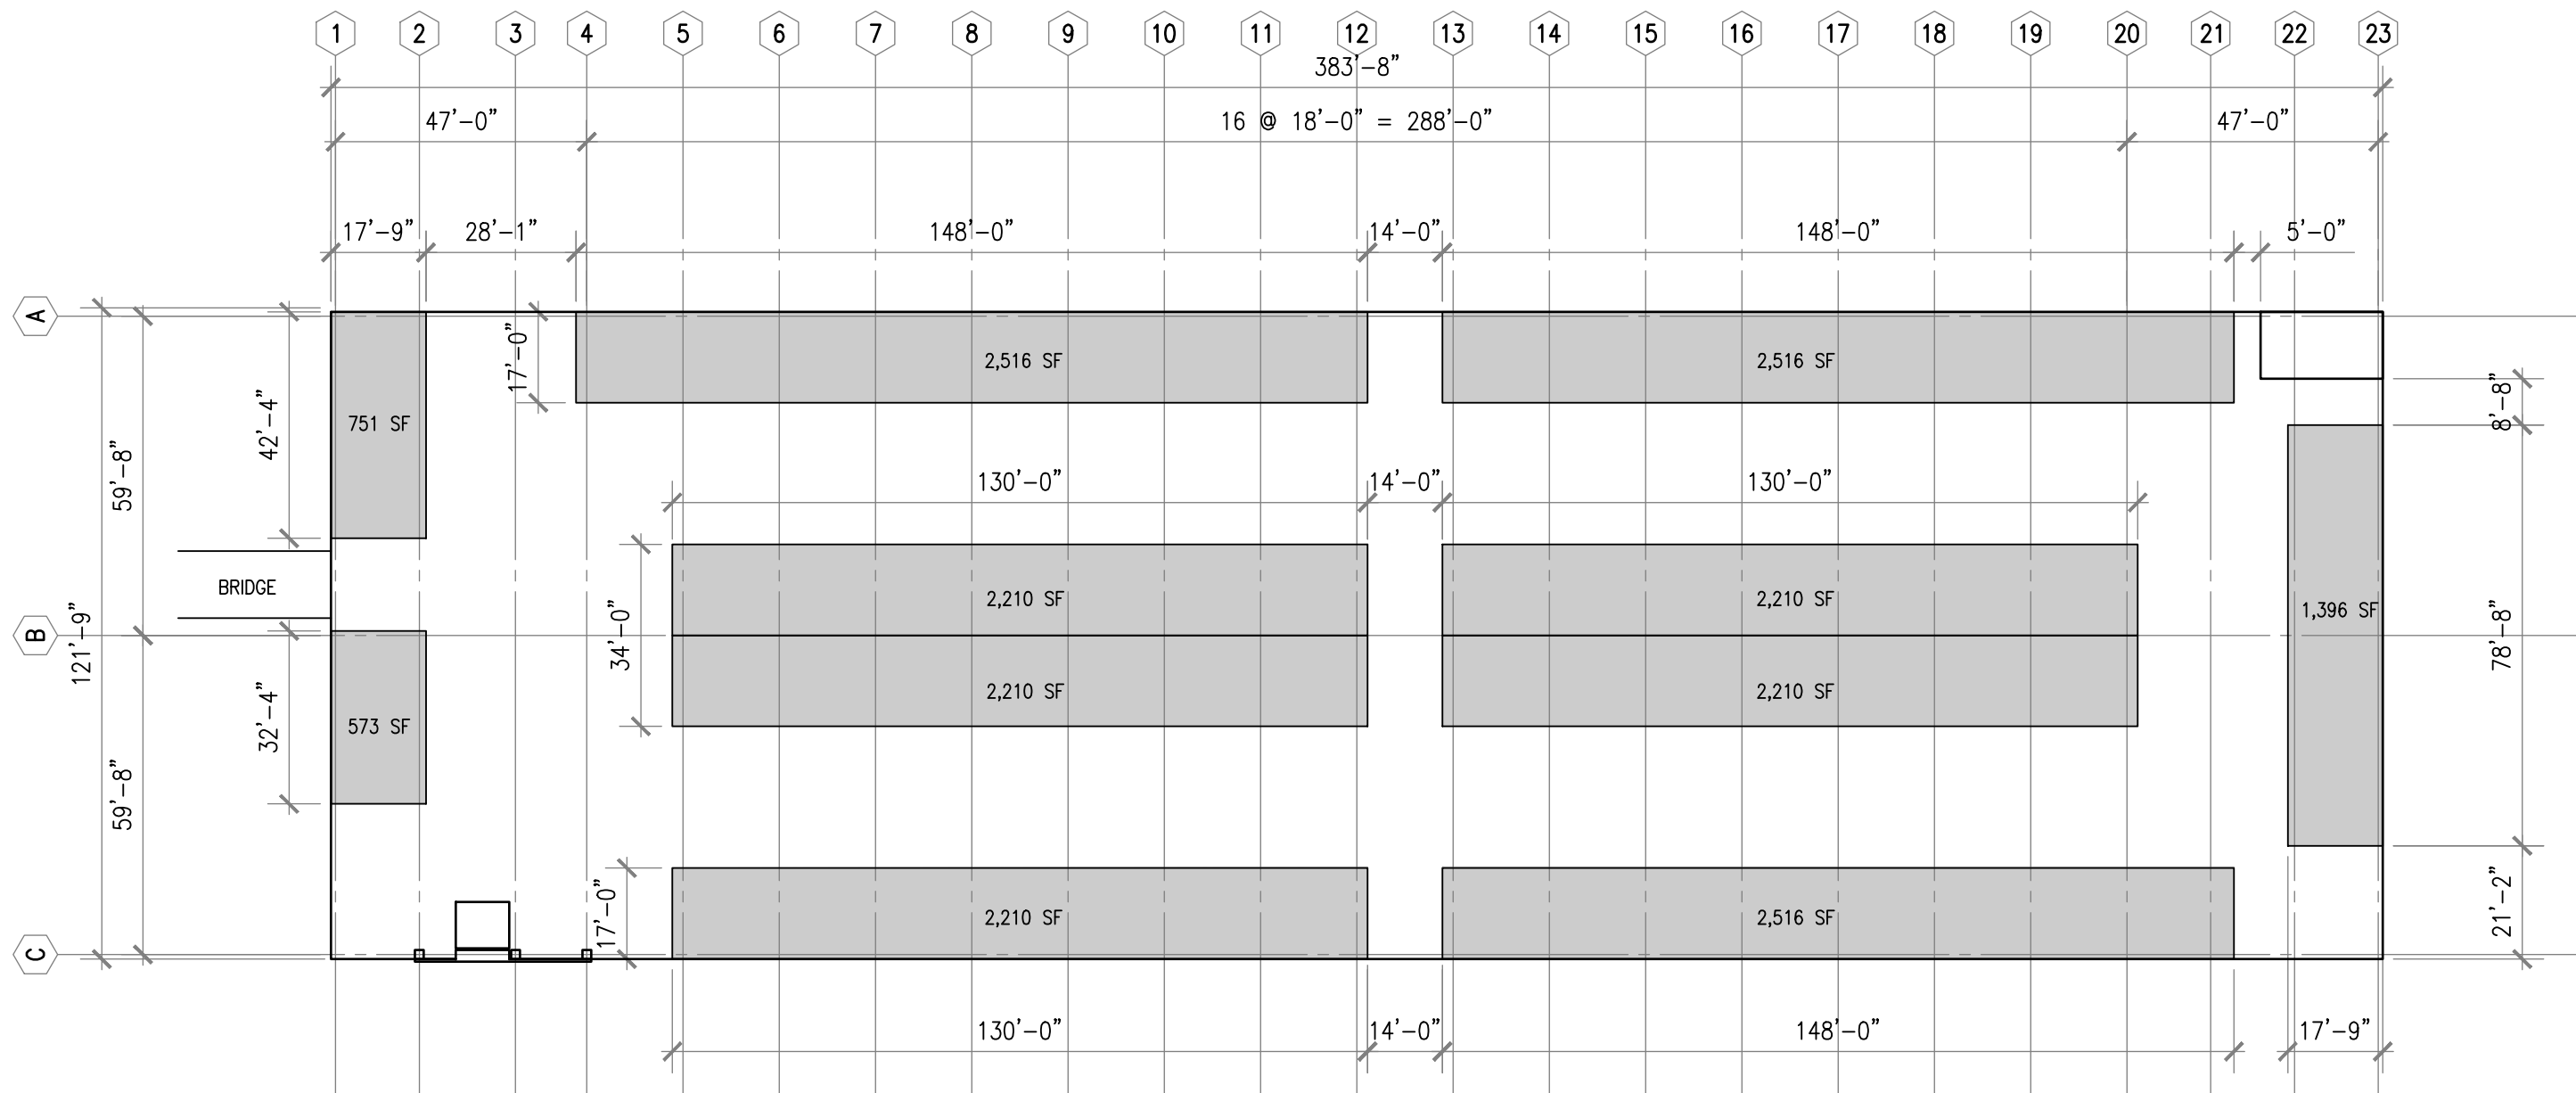 1 2 3 4 5 6 7 8 9 10 11 12 13 14 15 16 17 18 19 20 21 22 23
383’–8”
47’–0” 16 @ 18’–0” = 288’–0” 47’–0”
17’–9” 28’–1” 148’–0” 14’–0” 148’–0” 5’–0”
A
17’–0”
2,516 SF 2,516 SF
8’–8”
751 SF
42’–4”
59’–8”
130’–0” 14’–0” 130’–0”
BRIDGE
2,210 SF 2,210 SF
1,396 SF
B
121’–9”
34’–0”
78’–8”
2,210 SF 2,210 SF
32’–4”
573 SF
59’–8”
17’–0”
2,210 SF 2,516 SF
21’–2”
C
130’–0” 14’–0” 148’–0” 17’–9”